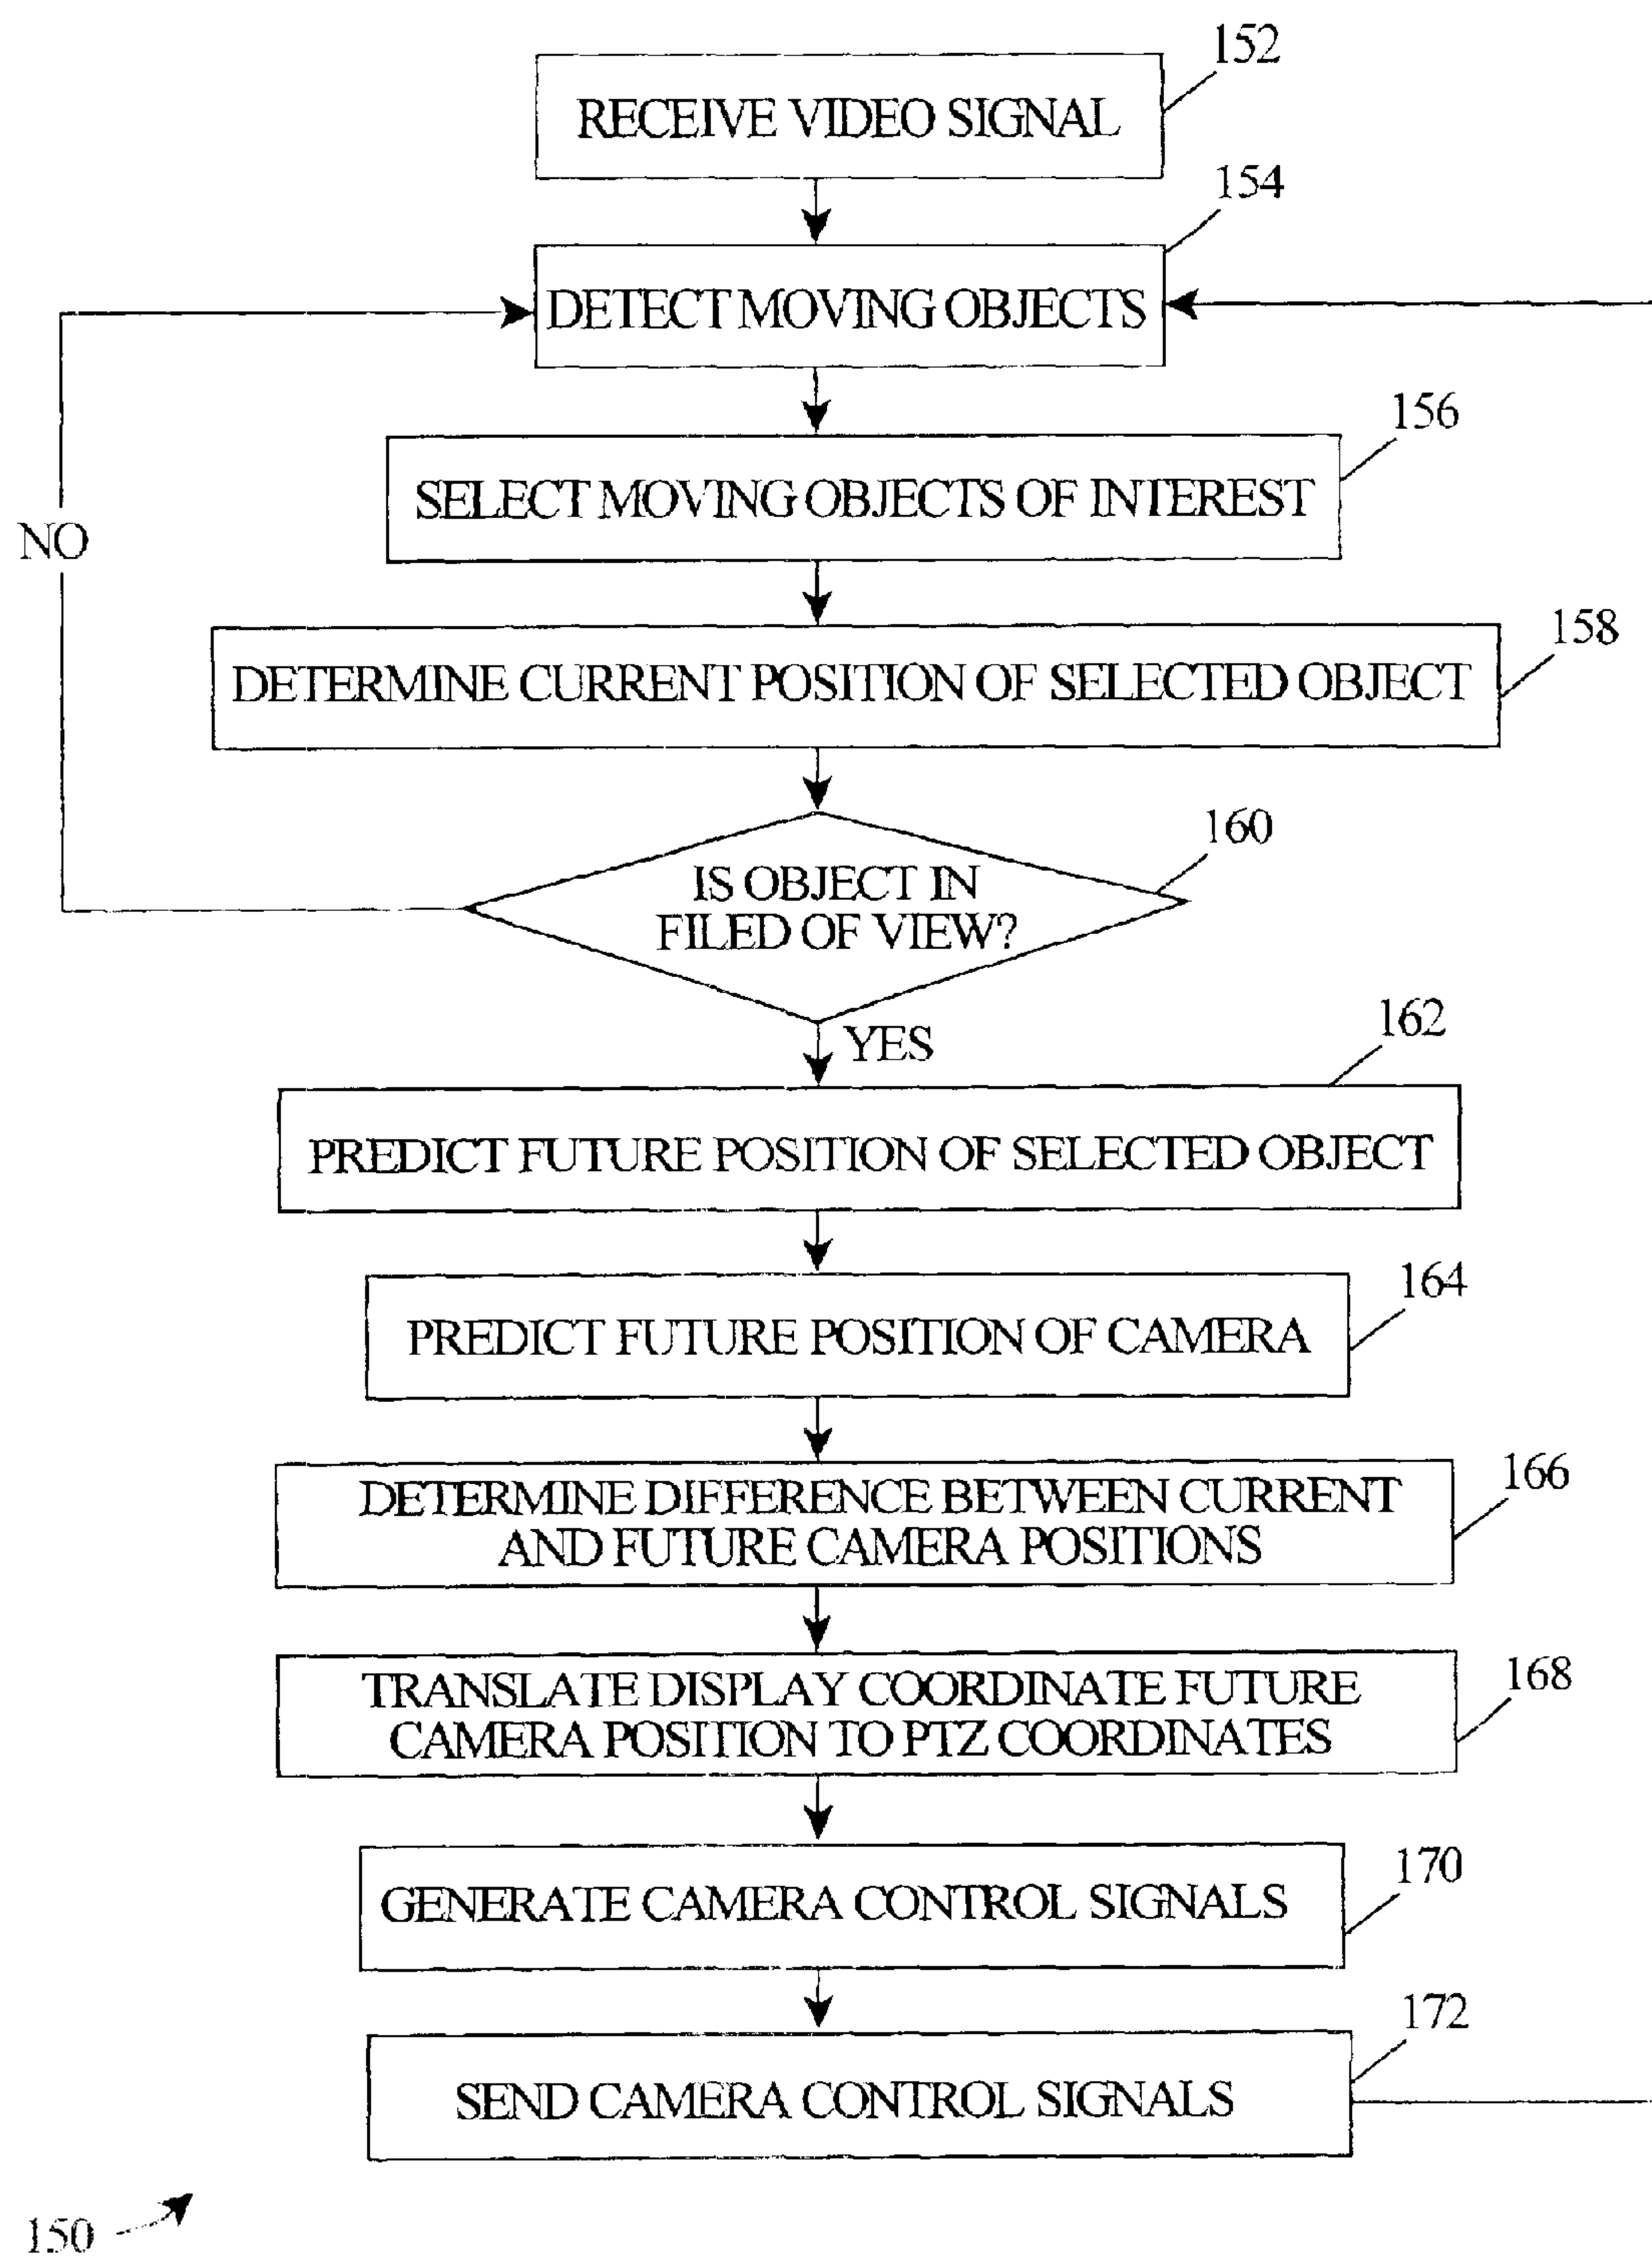 152
RECEIVE VIDEO SIGNAL
154
DETECT MOVING OBJECTS
156
SELECT MOVING OBJECTS OF INTEREST
NO
158
DETERMINE CURRENT POSITION OF SELECTED OBJECT
160
IS OBJECT IN
FILED OF VIEW?
YES
162
PREDICT FUTURE POSITION OF SELECTED OBJECT
164
PREDICT FUTURE POSITION OF CAMERA
166
DETERMINE DIFFERENCE BETWEEN CURRENT
AND FUTURE CAMERA POSITIONS
168
TRANSLATE DISPLAY COORDINATE FUTURE
CAMERA POSITION TO PTZ COORDINATES
170
GENERATE CAMERA CONTROL SIGNALS
172
SEND CAMERA CONTROL SIGNALS
150